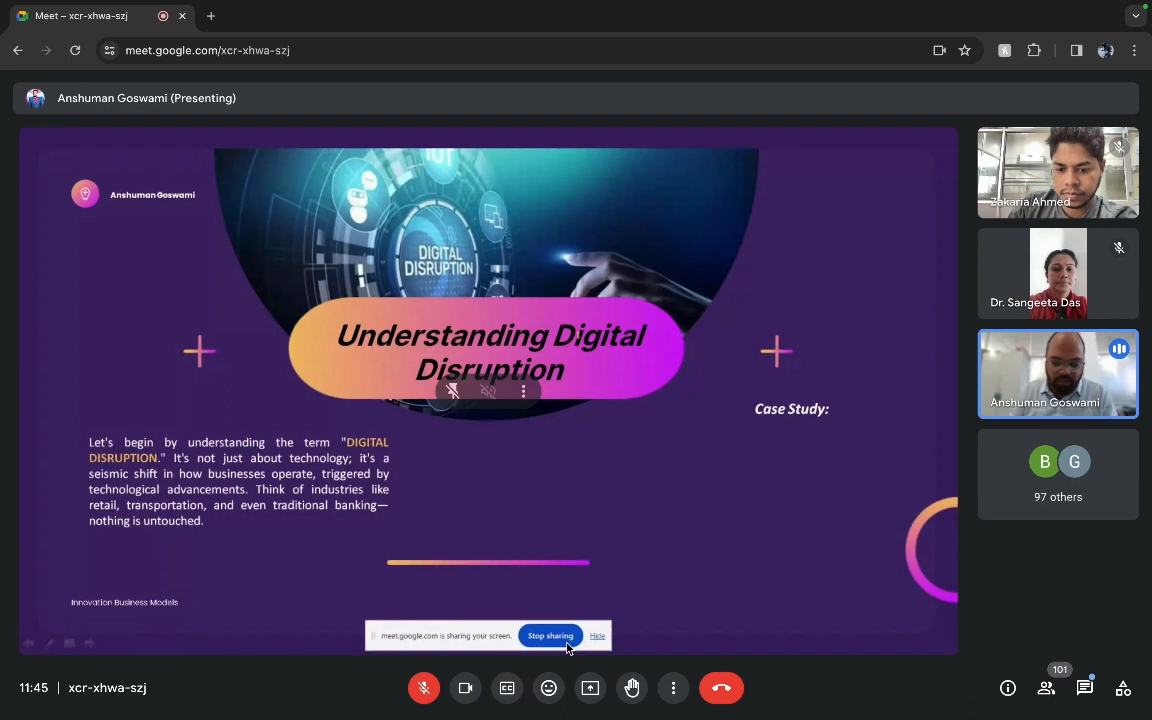 Meet – xcr-xhwa-szj
meet.google.com/xcr-xhwa-szj
Anshuman Goswami (Presenting)
Anshuman Goswami
IOT
DIGITAL
DISRUPTION
Understanding Digital
Disruption
Case Study:
Let's begin by understanding the term "DIGITAL
DISRUPTION." It's not just about technology; it's a
seismic shift in how businesses operate, triggered by
technological advancements. Think of industries like
retail, transportation, and even traditional banking—
nothing is untouched.
Innovation Business Models
meet.google.com is sharing your screen.
Stop sharing
Hide
Zakaria Ahmed
Dr. Sangeeta Das
Anshuman Goswami
B
G
97 others
11:45 | xcr-xhwa-szj
101